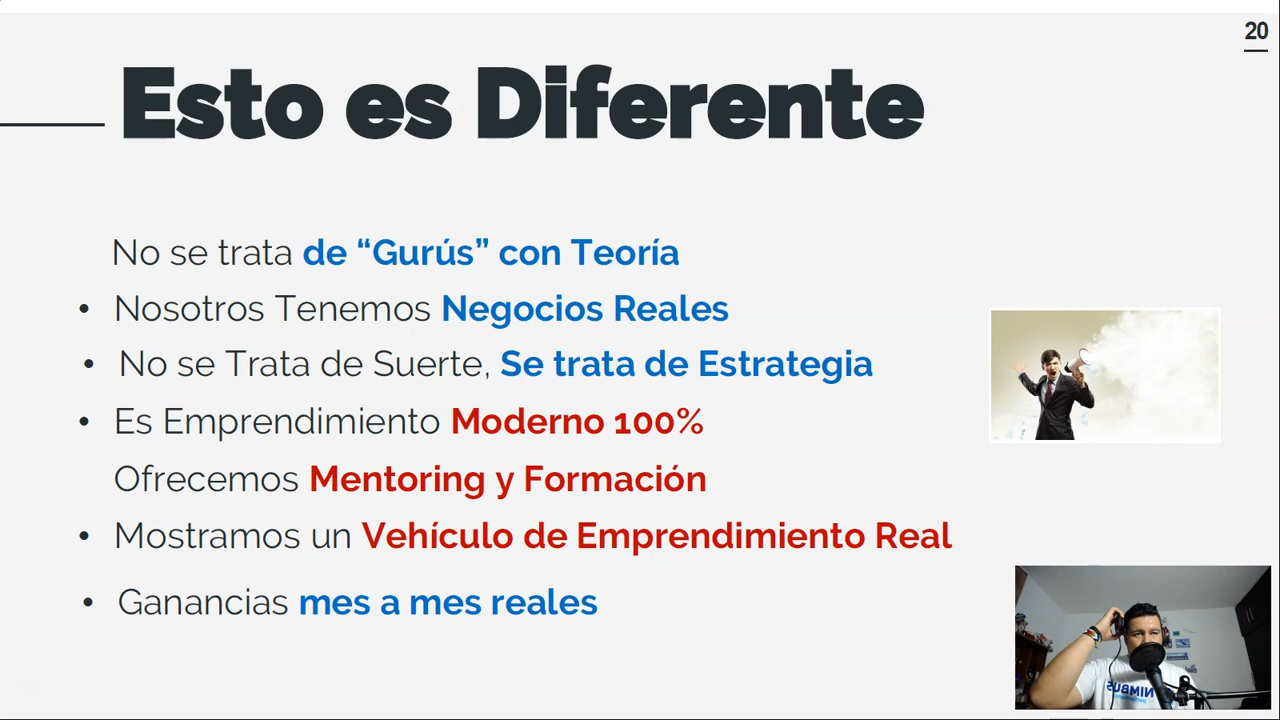 20
Esto es Diferente
No se trata de “Gurús” con Teoría
• Nosotros Tenemos Negocios Reales
• No se Trata de Suerte, Se trata de Estrategia
• Es Emprendimiento Moderno 100%
Ofrecemos Mentoring y Formación
• Mostramos un Vehículo de Emprendimiento Real
• Ganancias mes a mes reales
NIMBUS